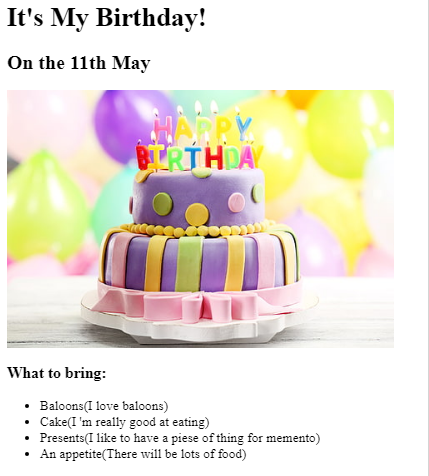 It's My Birthday!
On the 11th May
HAPPY
BIRTHDAY
What to bring:
Baloons(I love baloons)
Cake(I 'm really good at eating)
Presents(I like to have a piese of thing for memento)
An appetite(There will be lots of food)